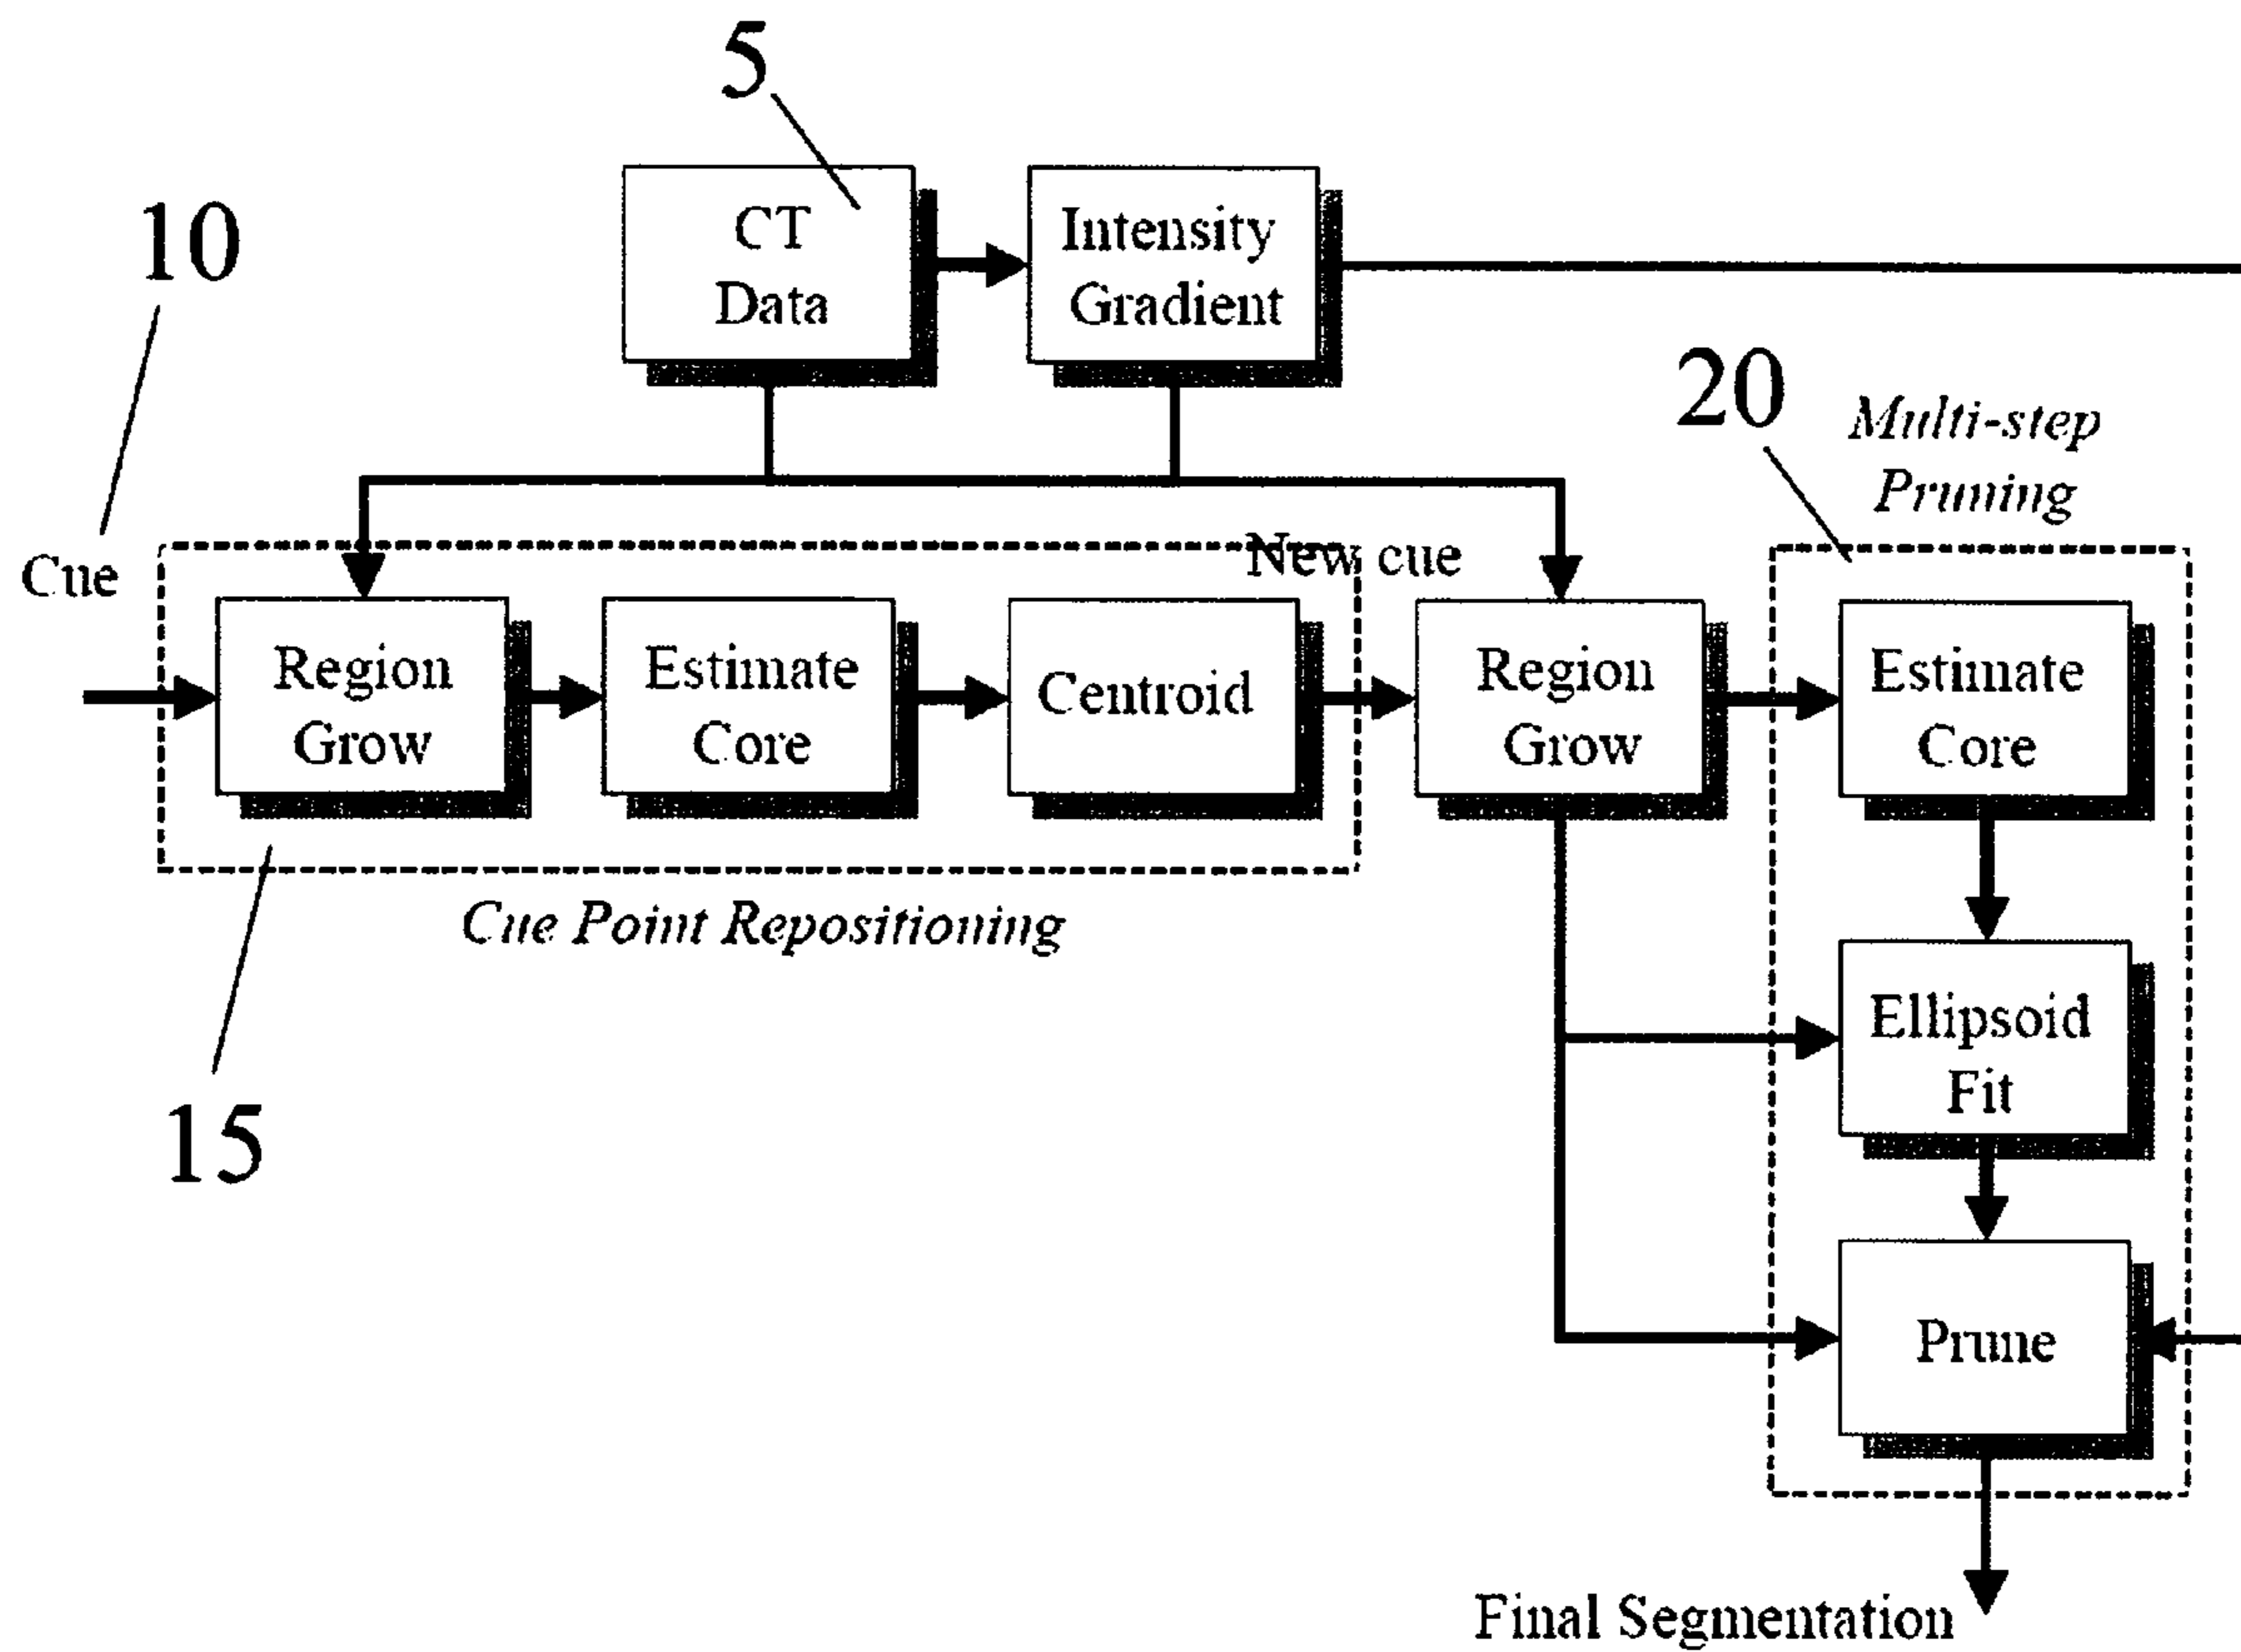 5
10
CT
Data
Intensity
Gradient
20
Multi-step
Pruning
Cue
New cue
Region
Grow
Estimate
Core
Centroid
Region
Grow
Estimate
Core
Cue Point Repositioning
15
Ellipsoid
Fit
Prune
Final Segmentation